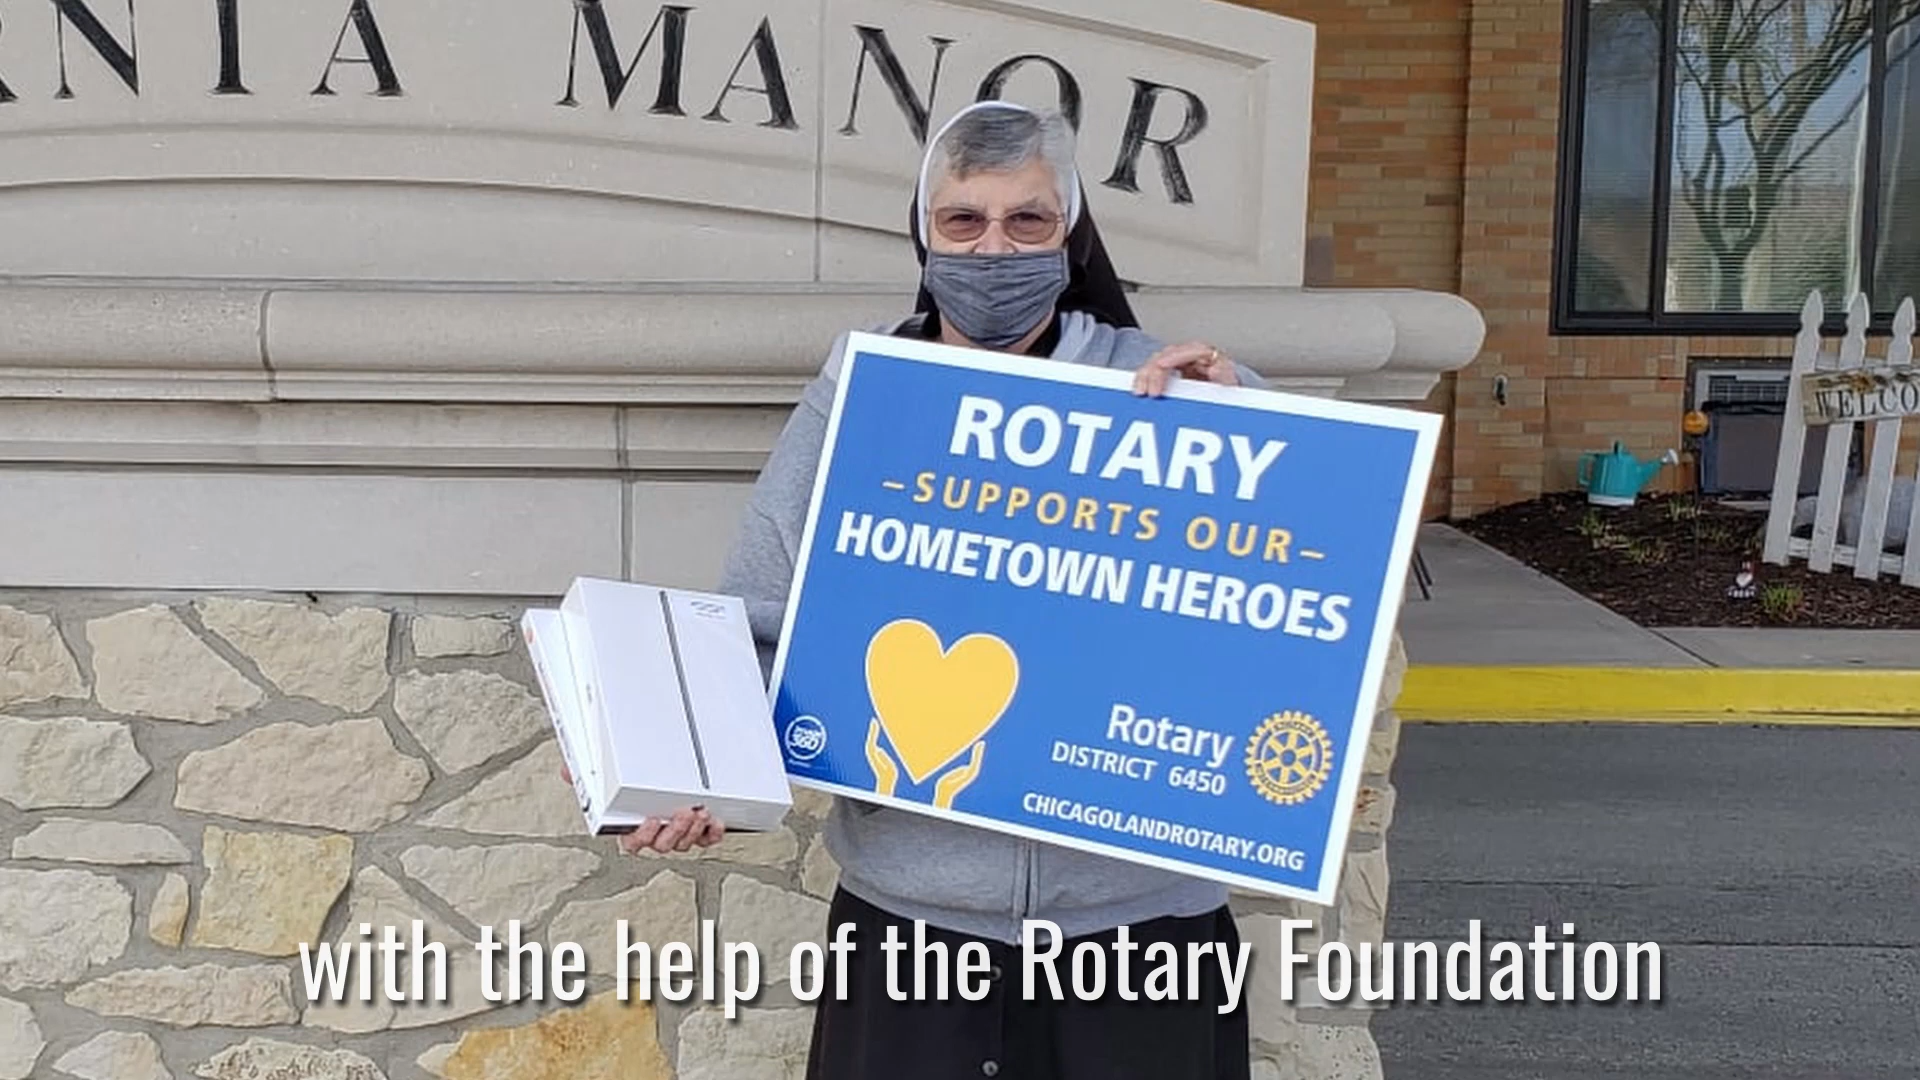 NIA MANOR
WELCO
ROTARY
–SUPPORTS OUR–
HOMETOWN HEROES
Rotary
DISTRICT 6450
CHICAGOLANDROTARY.ORG
with the help of the Rotary Foundation